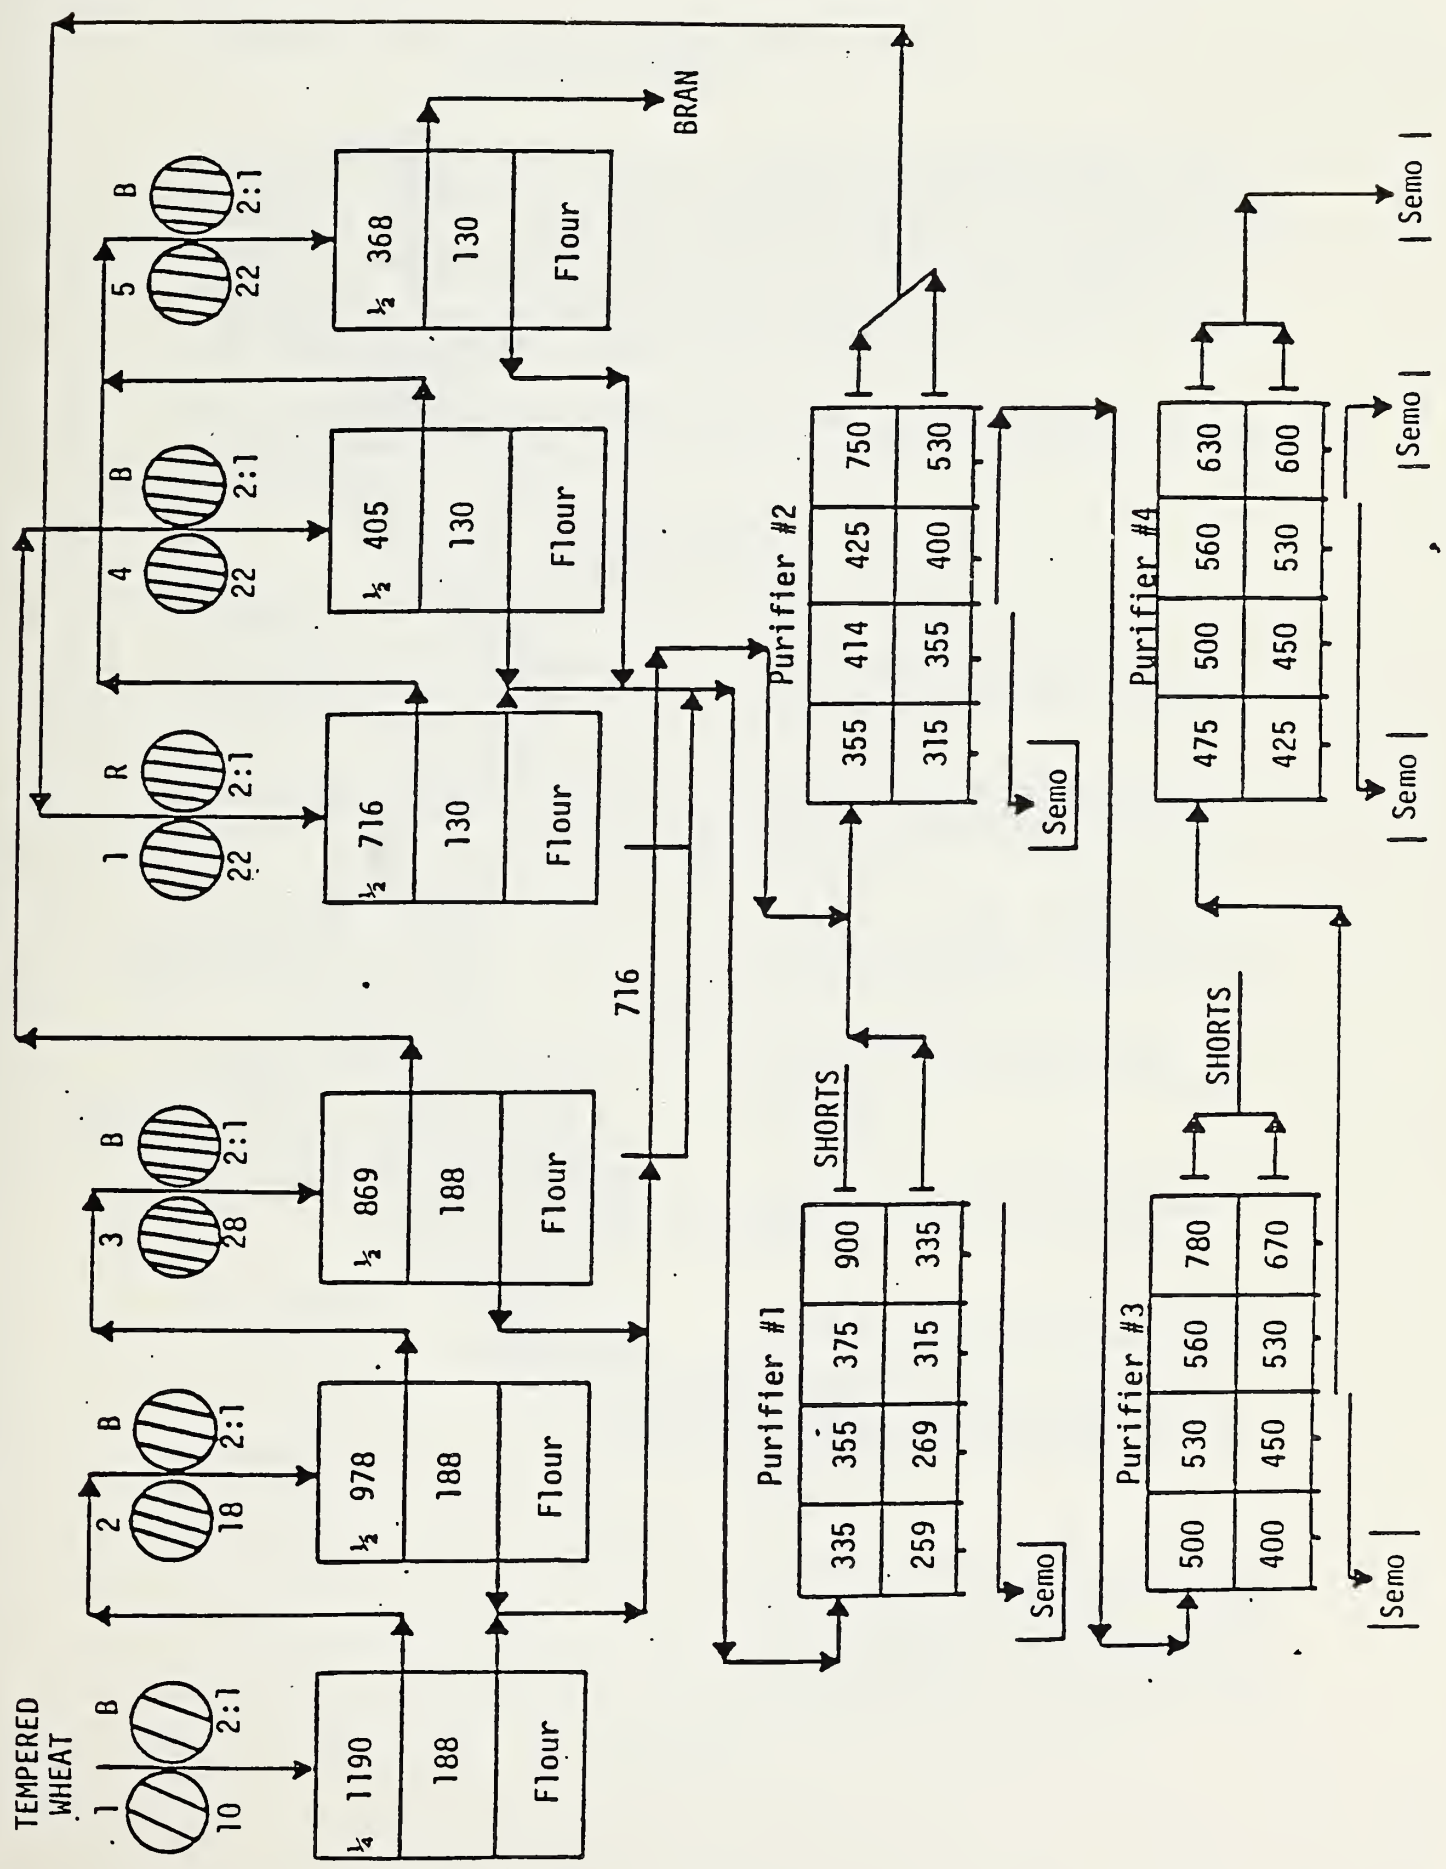 TEMPERED
WHEAT
1 B
10 2:1
¼ 1190
188
Flour
2 B
18 2:1
½ 978
188
Flour
3 B
28 2:1
½ 869
188
Flour
1 R
22 2:1
½ 716
130
Flour
4 B
22 2:1
½ 405
130
Flour
5 B
22 2:1
½ 368
130
Flour
BRAN
716
Purifier #1
335 355 375 900
259 269 315 335
SHORTS
Semo
Purifier #2
355 414 425 750
315 355 400 530
Semo
Purifier #3
500 530 560 780
400 450 530 670
SHORTS
Semo
Purifier #4
475 500 560 630
425 450 530 600
Semo
Semo
Semo